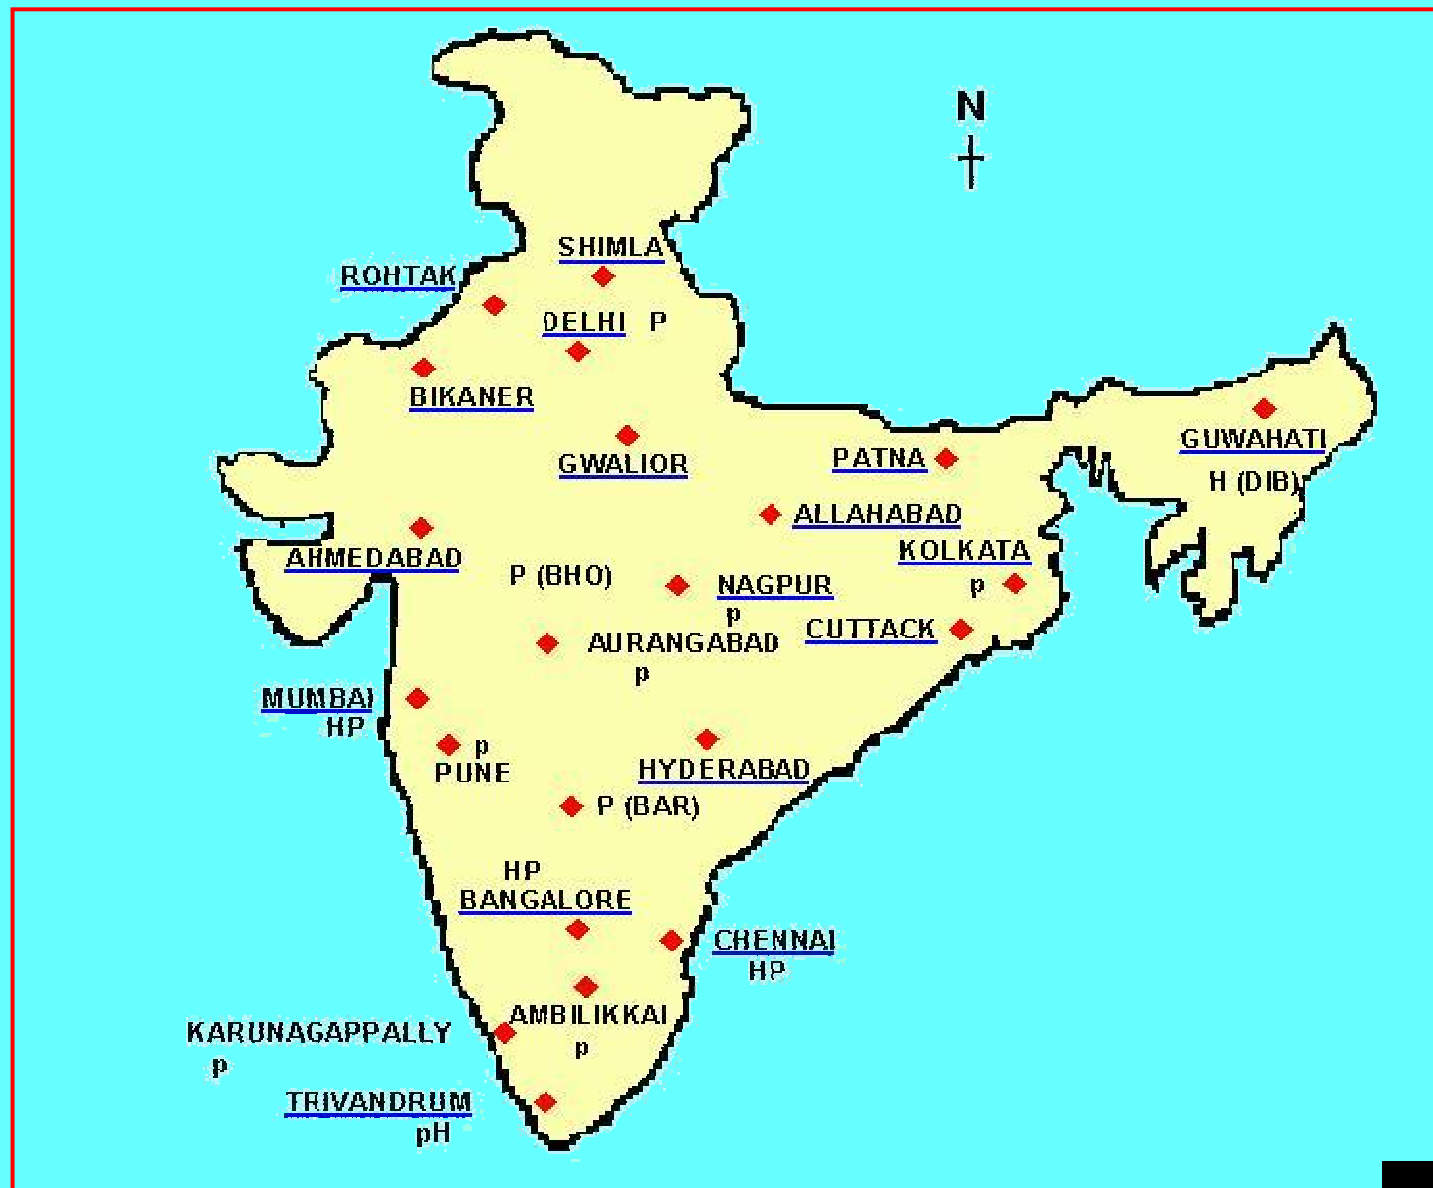 N
SHIMLA
ROHTAK
DELHI P
BIKANER
GUWAHATI
GWALIOR
PATNA
H (DIB)
ALLAHABAD
KOLKATA
AHMEDABAD
P (BHO)
NAGPUR
p
p
CUTTACK
AURANGABAD
p
MUMBAI
HP
p
PUNE
HYDERABAD
P (BAR)
HP
BANGALORE
CHENNAI
HP
AMBILIKKAI
p
KARUNAGAPPALLY
p
TRIVANDRUM
pH